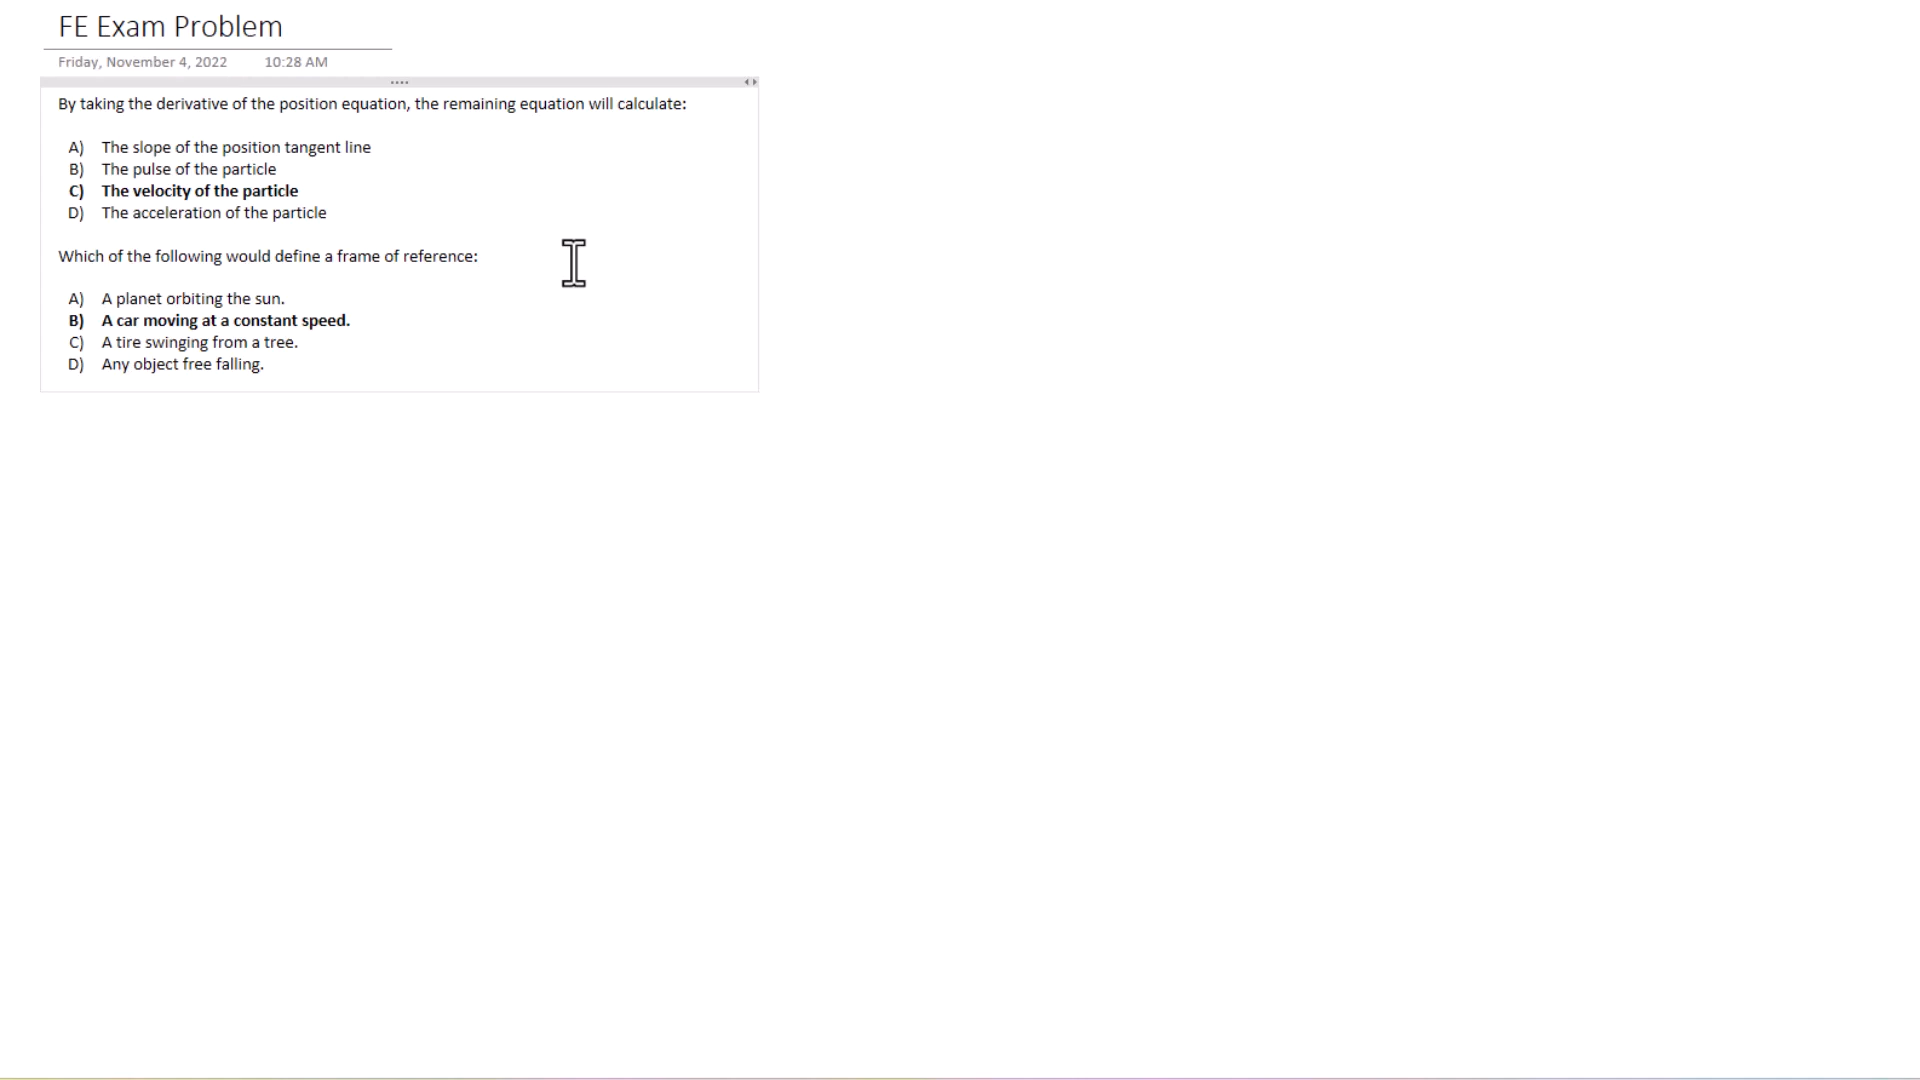 FE Exam Problem
Friday, November 4, 2022 10:28 AM
By taking the derivative of the position equation, the remaining equation will calculate:
A) The slope of the position tangent line
B) The pulse of the particle
C) The velocity of the particle
D) The acceleration of the particle
Which of the following would define a frame of reference:
A) A planet orbiting the sun.
B) A car moving at a constant speed.
C) A tire swinging from a tree.
D) Any object free falling.